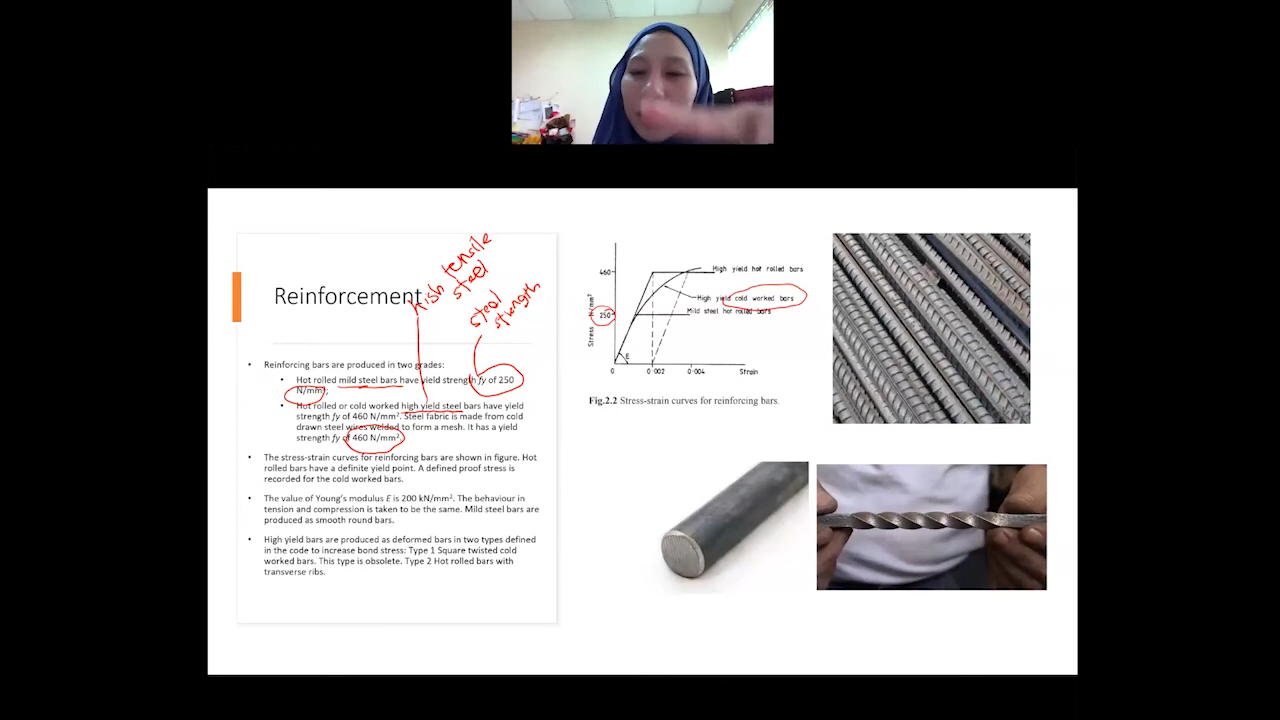 Reinforcement
high tensile
steel
steel
strength
• Reinforcing bars are produced in two grades:
• Hot rolled mild steel bars have yield strength fy of 250
N/mm²;
• Hot rolled or cold worked high yield steel bars have yield
strength fy of 460 N/mm². Steel fabric is made from cold
drawn steel wires welded to form a mesh. It has a yield
strength fy of 460 N/mm².
• The stress-strain curves for reinforcing bars are shown in figure. Hot
rolled bars have a definite yield point. A defined proof stress is
recorded for the cold worked bars.
• The value of Young's modulus E is 200 kN/mm². The behaviour in
tension and compression is taken to be the same. Mild steel bars are
produced as smooth round bars.
• High yield bars are produced as deformed bars in two types defined
in the code to increase bond stress: Type 1 Square twisted cold
worked bars. This type is obsolete. Type 2 Hot rolled bars with
transverse ribs.
460
High yield hot rolled bars
High yield cold worked bars
250
Mild steel hot rolled bars
Stress N/mm²
E
0
0·002
0·004
Strain
Fig.2.2 Stress-strain curves for reinforcing bars.